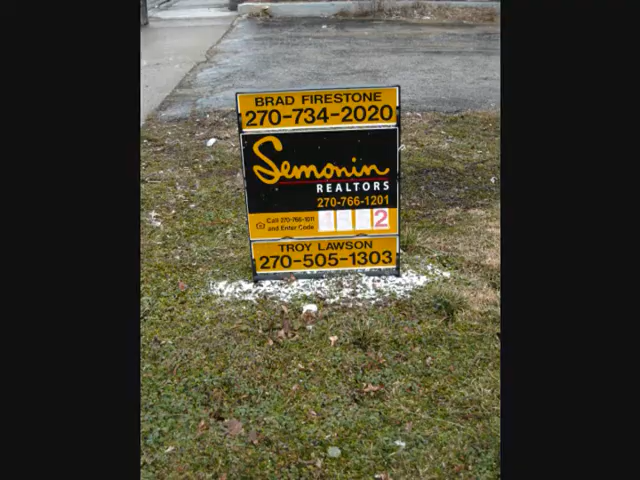 BRAD FIRESTONE
270-734-2020
Semonin
REALTORS
270-766-1201
Call 270-766-1011
and Enter Code
2
TROY LAWSON
270-505-1303